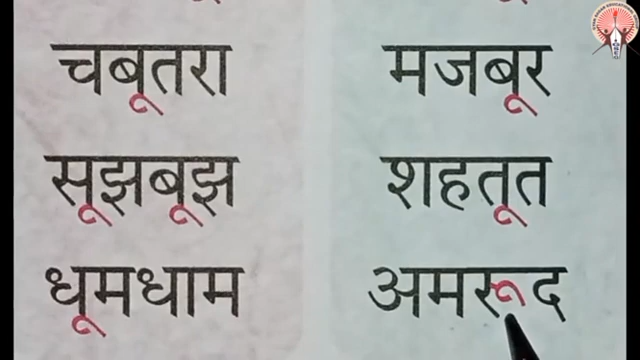 चबूतरा मजबूर
सूझबूझ शहतूत
धूमधाम अमरूद